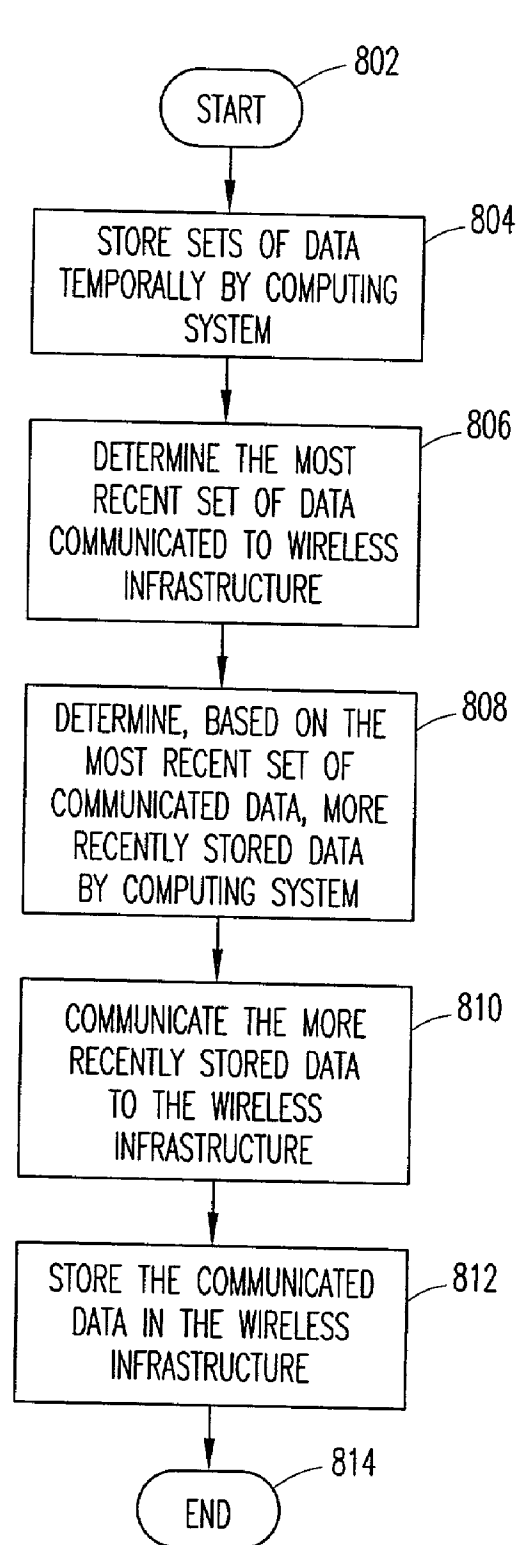 802
START
804
STORE SETS OF DATA
TEMPORALLY BY COMPUTING
SYSTEM
806
DETERMINE THE MOST
RECENT SET OF DATA
COMMUNICATED TO WIRELESS
INFRASTRUCTURE
808
DETERMINE, BASED ON THE
MOST RECENT SET OF
COMMUNICATED DATA, MORE
RECENTLY STORED DATA
BY COMPUTING SYSTEM
810
COMMUNICATE THE MORE
RECENTLY STORED DATA
TO THE WIRELESS
INFRASTRUCTURE
812
STORE THE COMMUNICATED
DATA IN THE WIRELESS
INFRASTRUCTURE
814
END